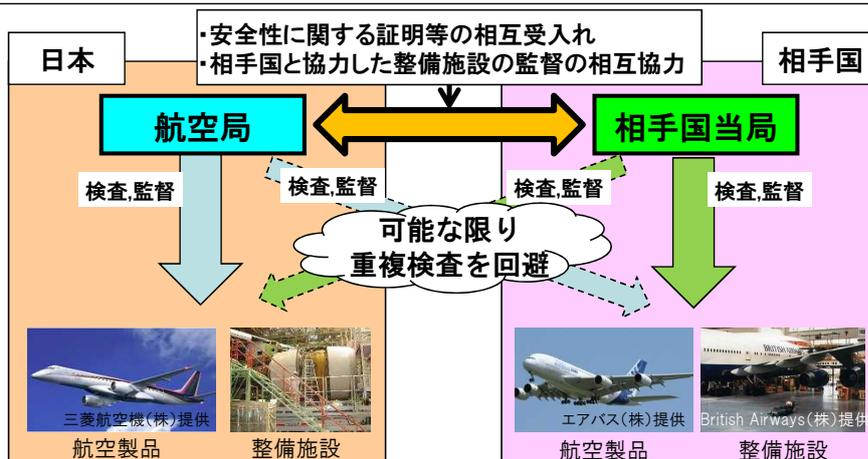 ・安全性に関する証明等の相互受入れ
・相手国と協力した整備施設の監督の相互協力
日本
相手国
航空局
相手国当局
検査,監督
検査,監督
検査,監督
検査,監督
可能な限り
重複検査を回避
三菱航空機(株)提供
エアバス(株)提供
British Airways(株)提供
航空製品
整備施設
航空製品
整備施設